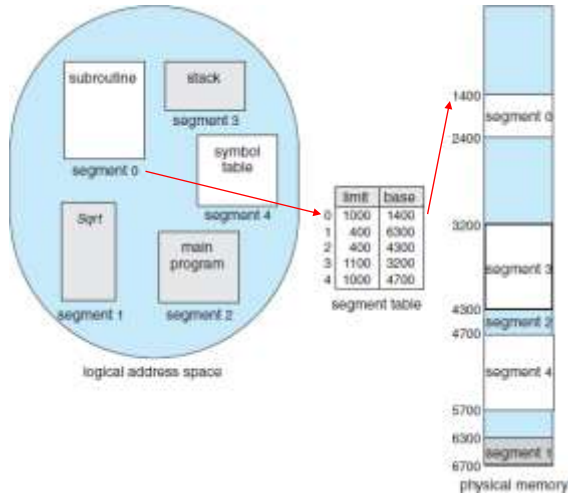 subroutine
segment 0
stack
segment 3
symbol
table
segment 4
Sqrt
segment 1
main
program
segment 2
logical address space
limit base
0 1000 1400
1 400 6300
2 400 4300
3 1100 3200
4 1000 4700
segment table
1400
segment 0
2400
3200
segment 3
4300
segment 2
4700
segment 4
5700
6300
segment 1
6700
physical memory